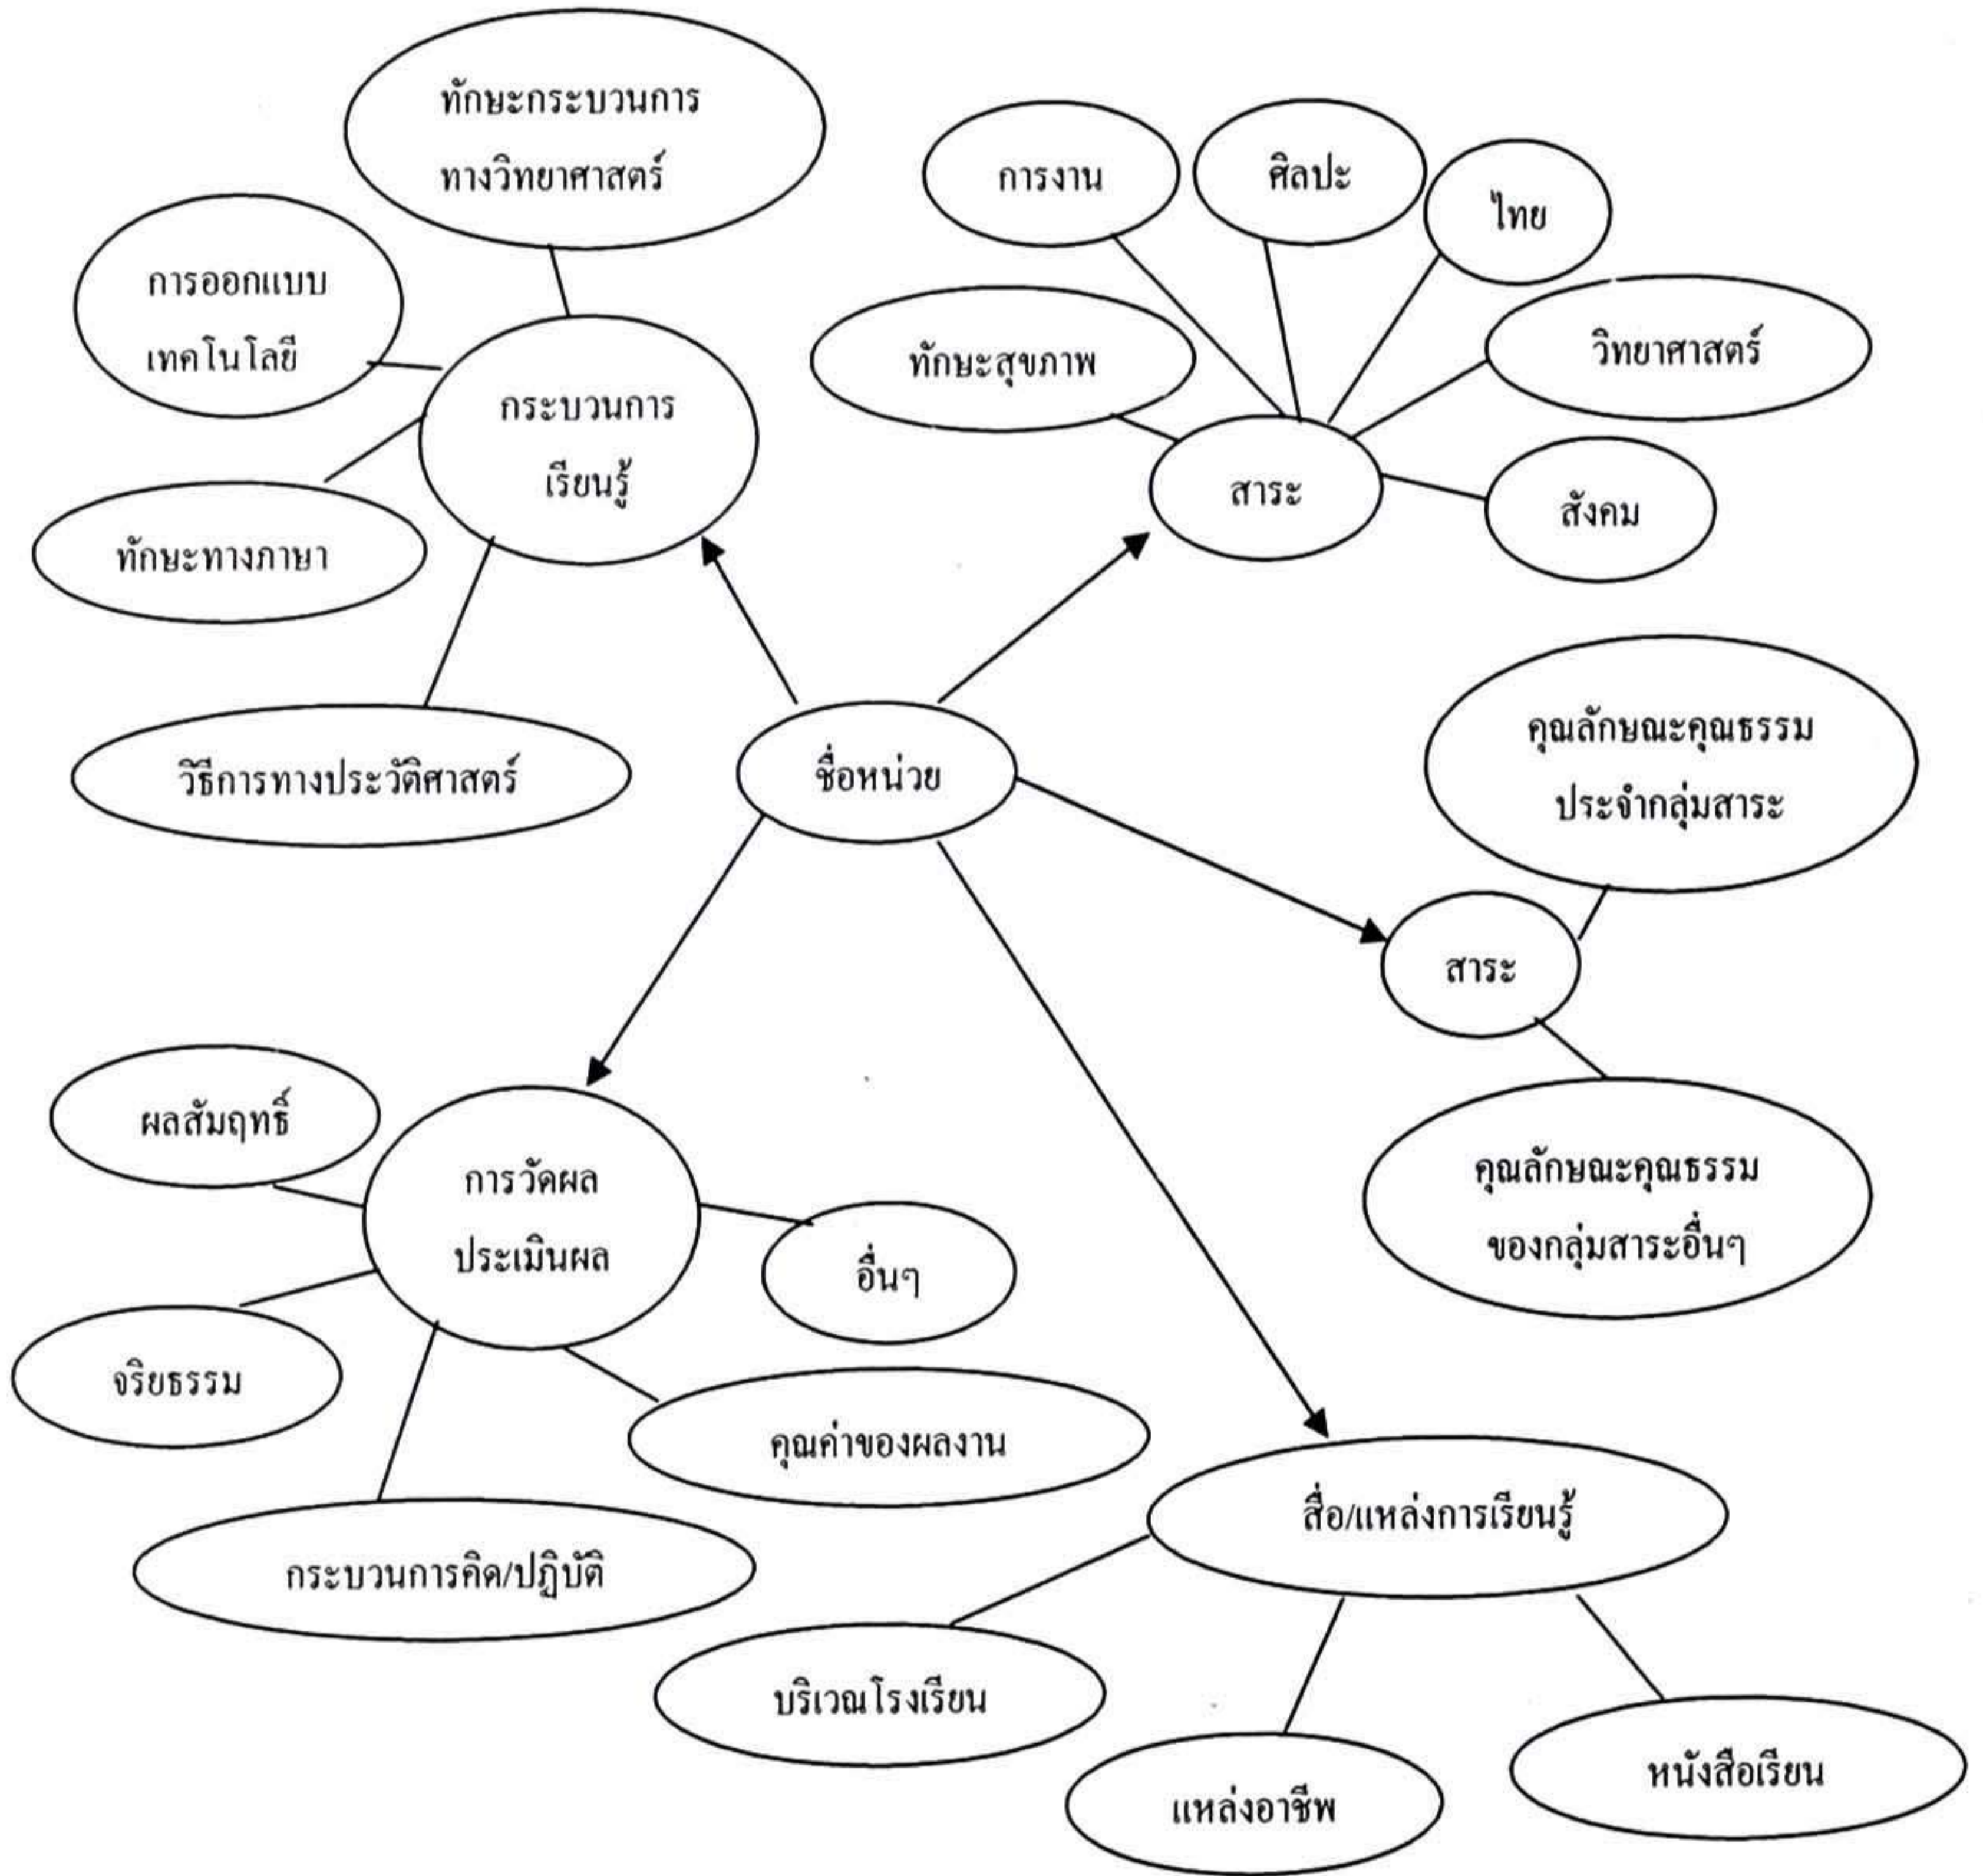 ทักษะกระบวนการ
ทางวิทยาศาสตร์
การงาน
ศิลปะ
ไทย
การออกแบบ
เทคโนโลยี
ทักษะสุขภาพ
วิทยาศาสตร์
กระบวนการ
เรียนรู้
สาระ
สังคม
ทักษะทางภาษา
วิธีการทางประวัติศาสตร์
ชื่อหน่วย
คุณลักษณะคุณธรรม
ประจำกลุ่มสาระ
สาระ
ผลสัมฤทธิ์
การวัดผล
ประเมินผล
อื่นๆ
คุณลักษณะคุณธรรม
ของกลุ่มสาระอื่นๆ
จริยธรรม
คุณค่าของผลงาน
กระบวนการคิด/ปฏิบัติ
สื่อ/แหล่งการเรียนรู้
บริเวณโรงเรียน
แหล่งอาชีพ
หนังสือเรียน